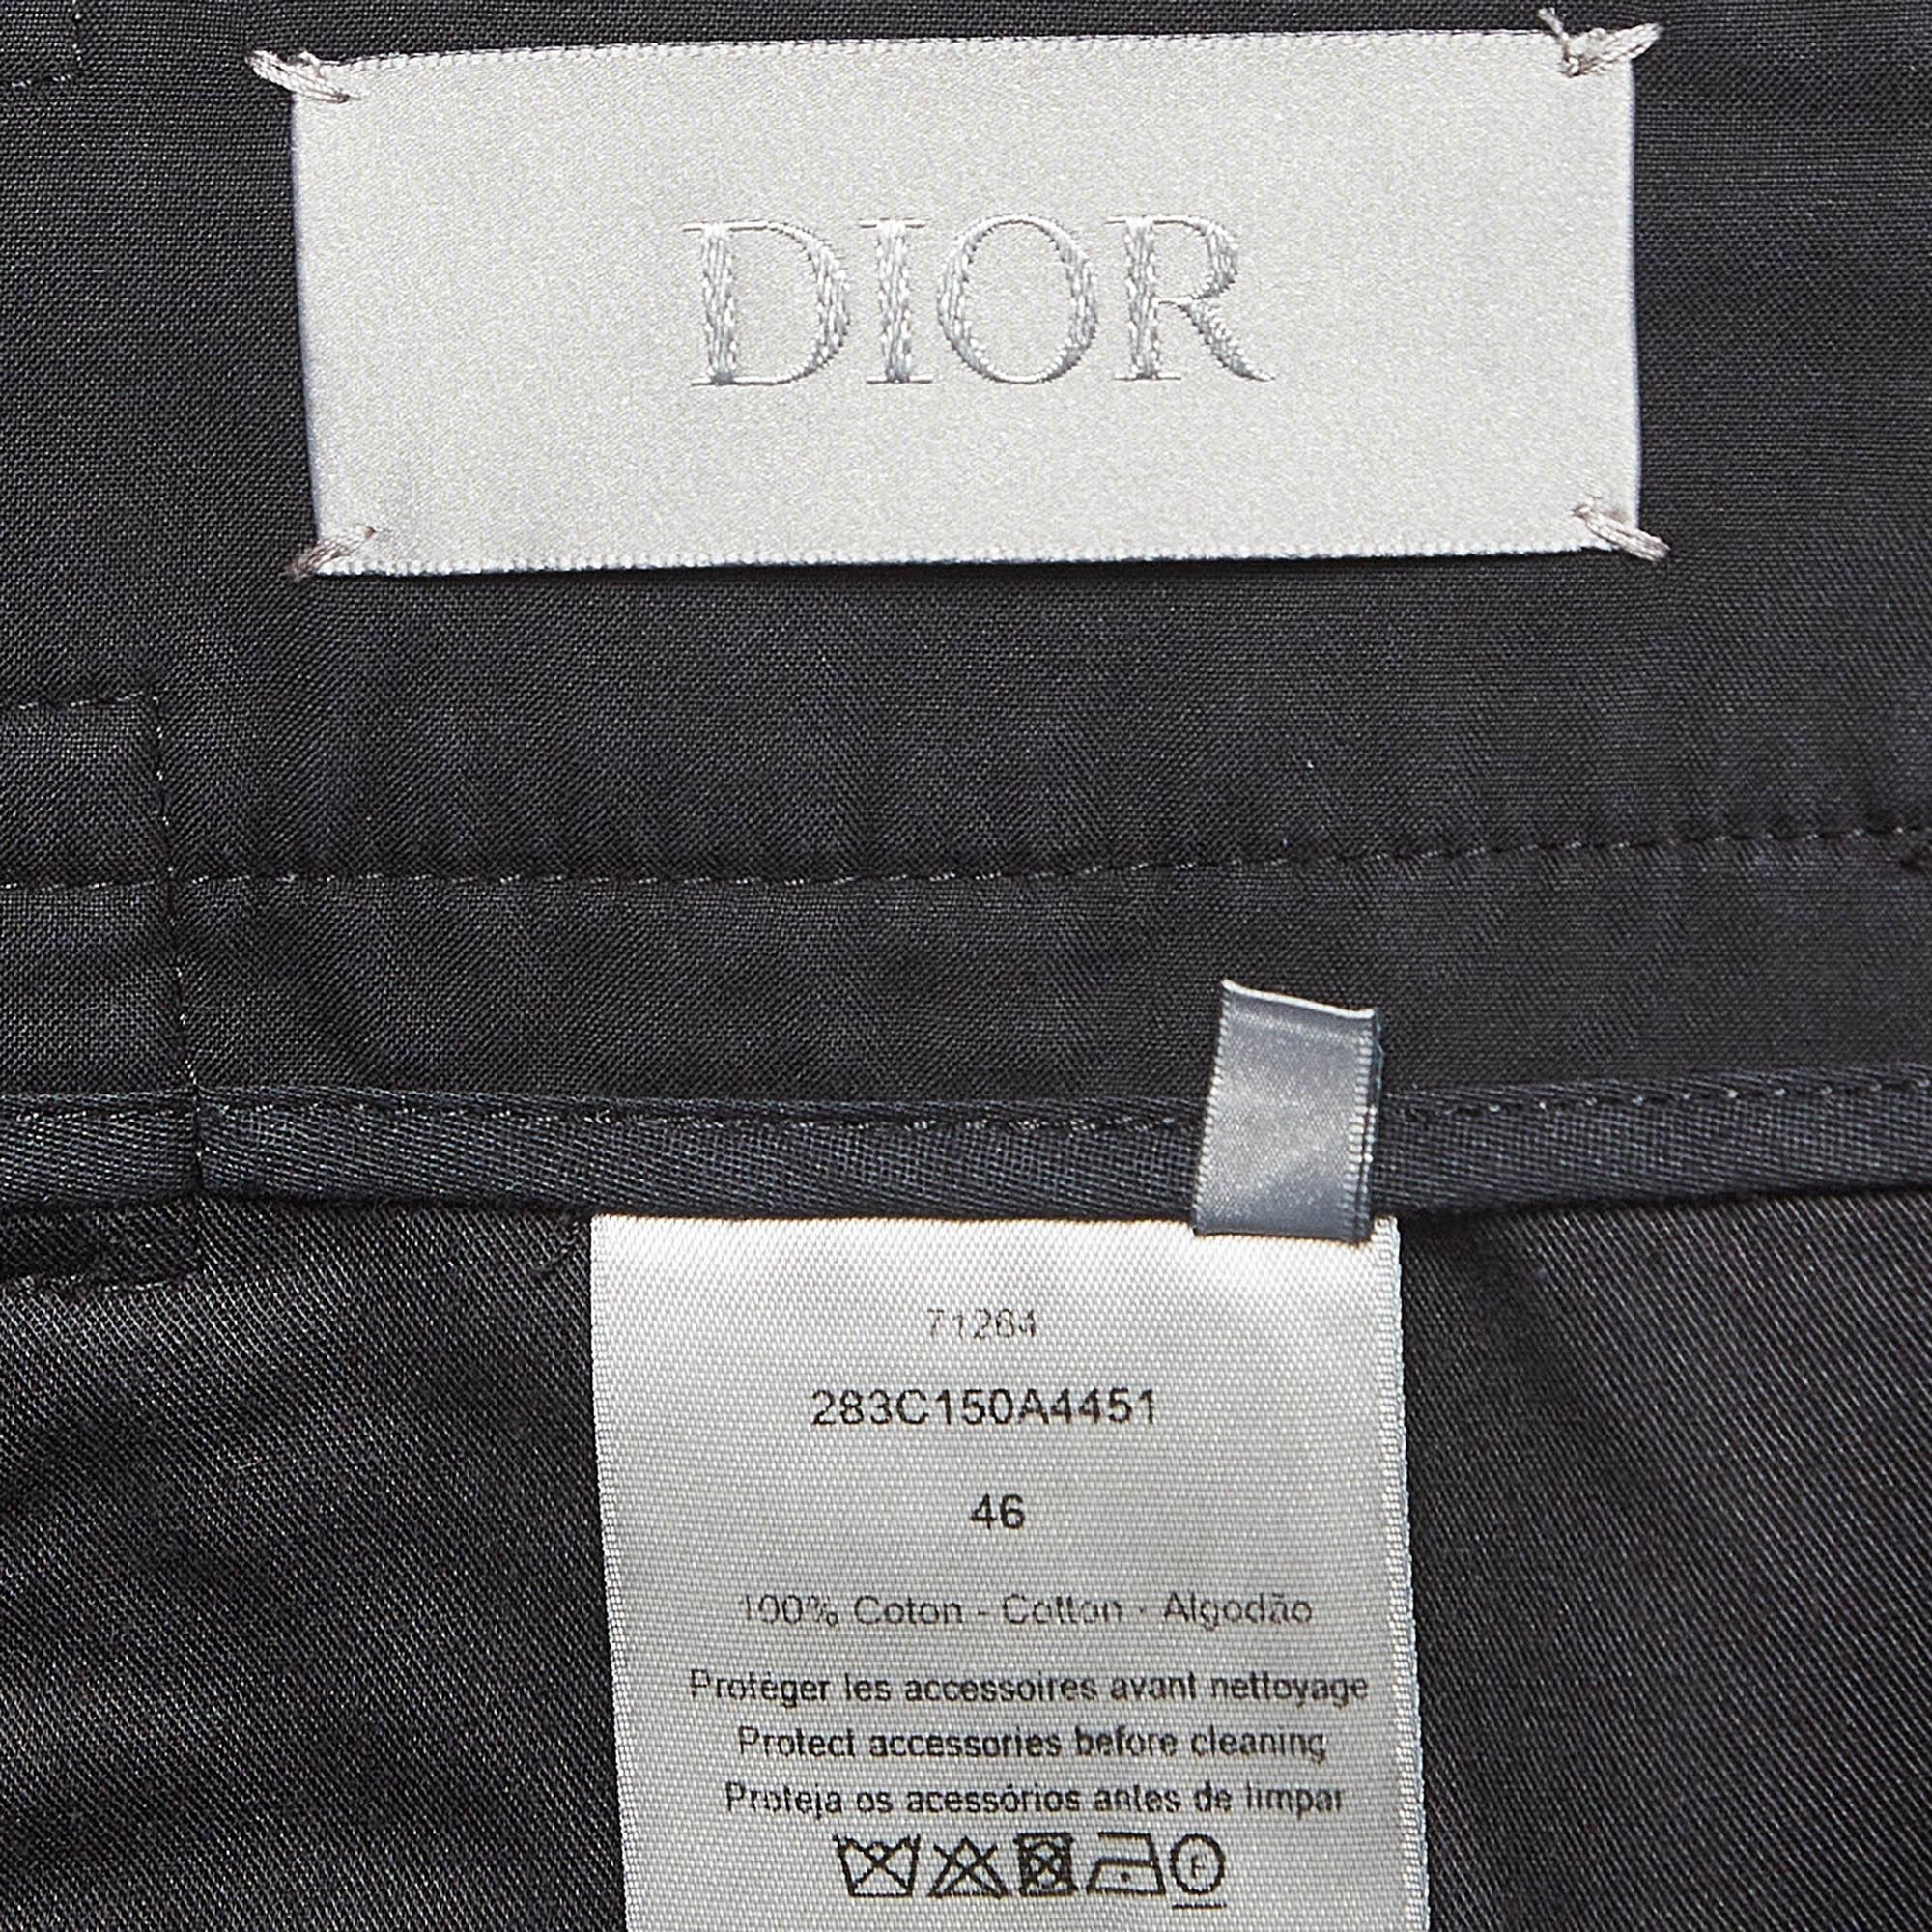 DIOR
71264
283C150A4451
46
100% Coton - Cotton - Algodão
Protéger les accessoires avant nettoyage
Protect accessories before cleaning
Proteja os acessórios antes de limpar
F